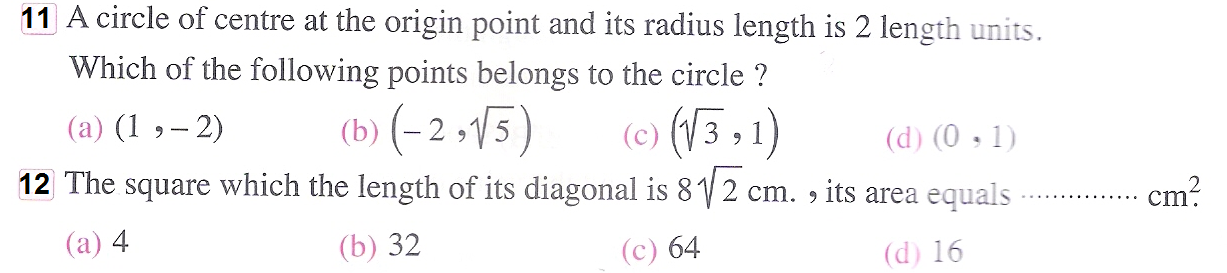 11 A circle of centre at the origin point and its radius length is 2 length units.
Which of the following points belongs to the circle ?
(a) (1 , – 2) (b) (– 2 , √5) (c) (√3 , 1) (d) (0 , 1)
12 The square which the length of its diagonal is 8√2 cm. , its area equals ............... cm².
(a) 4 (b) 32 (c) 64 (d) 16